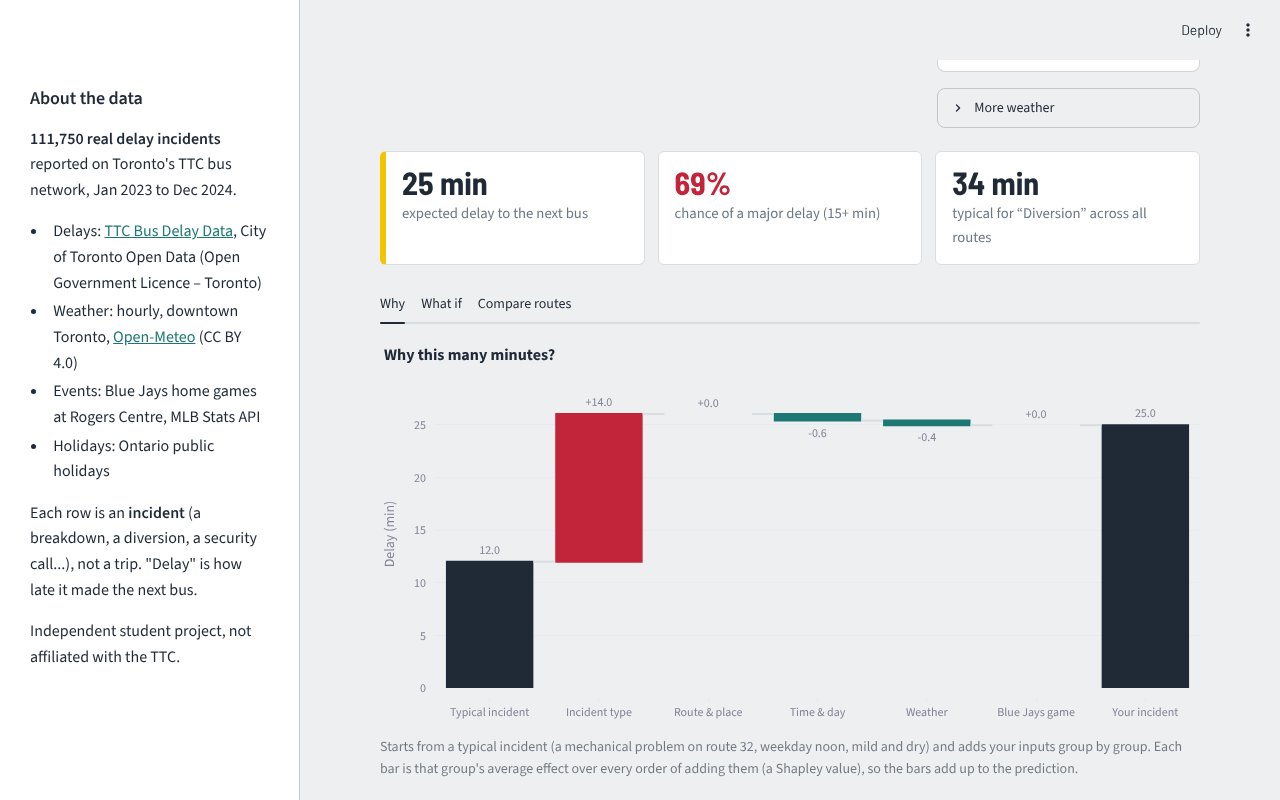 Deploy
About the data
111,750 real delay incidents
reported on Toronto's TTC bus
network, Jan 2023 to Dec 2024.
Delays: TTC Bus Delay Data, City
of Toronto Open Data (Open
Government Licence – Toronto)
Weather: hourly, downtown
Toronto, Open-Meteo (CC BY
4.0)
Events: Blue Jays home games
at Rogers Centre, MLB Stats API
Holidays: Ontario public
holidays
Each row is an incident (a
breakdown, a diversion, a security
call...), not a trip. "Delay" is how
late it made the next bus.
Independent student project, not
affiliated with the TTC.
More weather
25 min
expected delay to the next bus
69%
chance of a major delay (15+ min)
34 min
typical for “Diversion” across all
routes
Why What if Compare routes
Why this many minutes?
Delay (min)
25
20
15
10
5
0
12.0
+14.0
+0.0
-0.6
-0.4
+0.0
25.0
Typical incident Incident type Route & place Time & day Weather Blue Jays game Your incident
Starts from a typical incident (a mechanical problem on route 32, weekday noon, mild and dry) and adds your inputs group by group. Each
bar is that group's average effect over every order of adding them (a Shapley value), so the bars add up to the prediction.